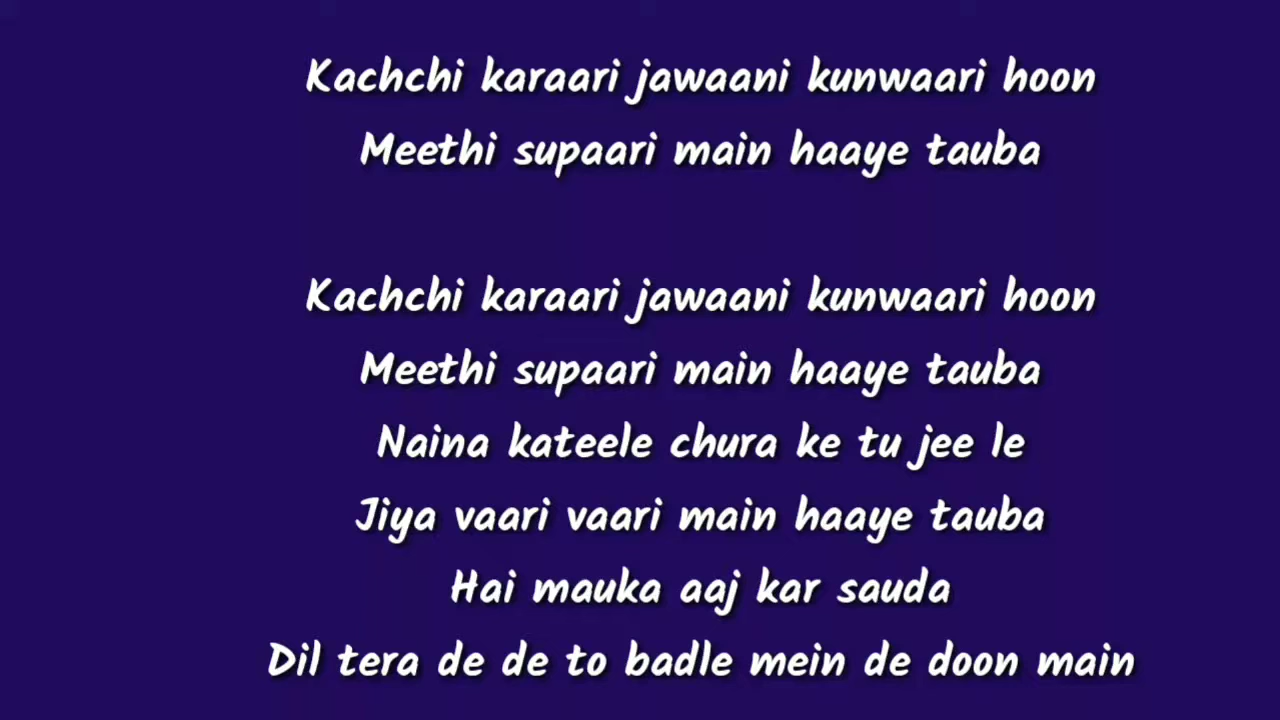 Kachchi karaari jawaani kunwaari hoon
Meethi supaari main haaye tauba
Kachchi karaari jawaani kunwaari hoon
Meethi supaari main haaye tauba
Naina kateele chura ke tu jee le
Jiya vaari vaari main haaye tauba
Hai mauka aaj kar sauda
Dil tera de de to badle mein de doon main